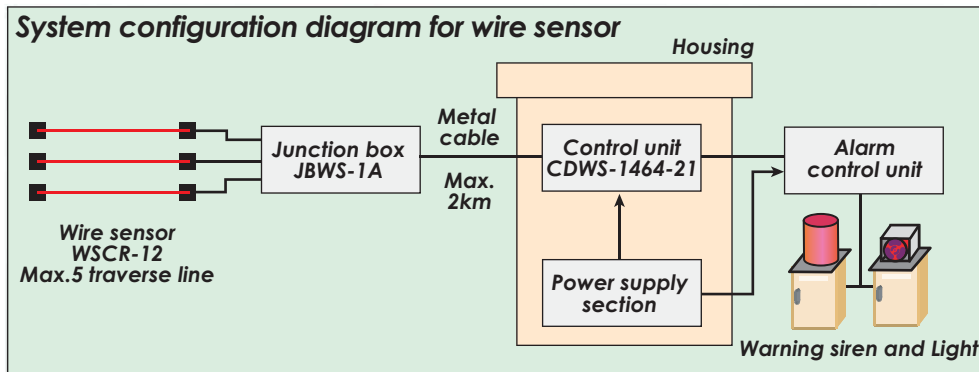 System configuration diagram for wire sensor
Housing
Metal
cable
Max.
2km
Junction box
JBWS-1A
Control unit
CDWS-1464-21
Alarm
control unit
Wire sensor
WSCR-12
Max.5 traverse line
Power supply
section
Warning siren and Light